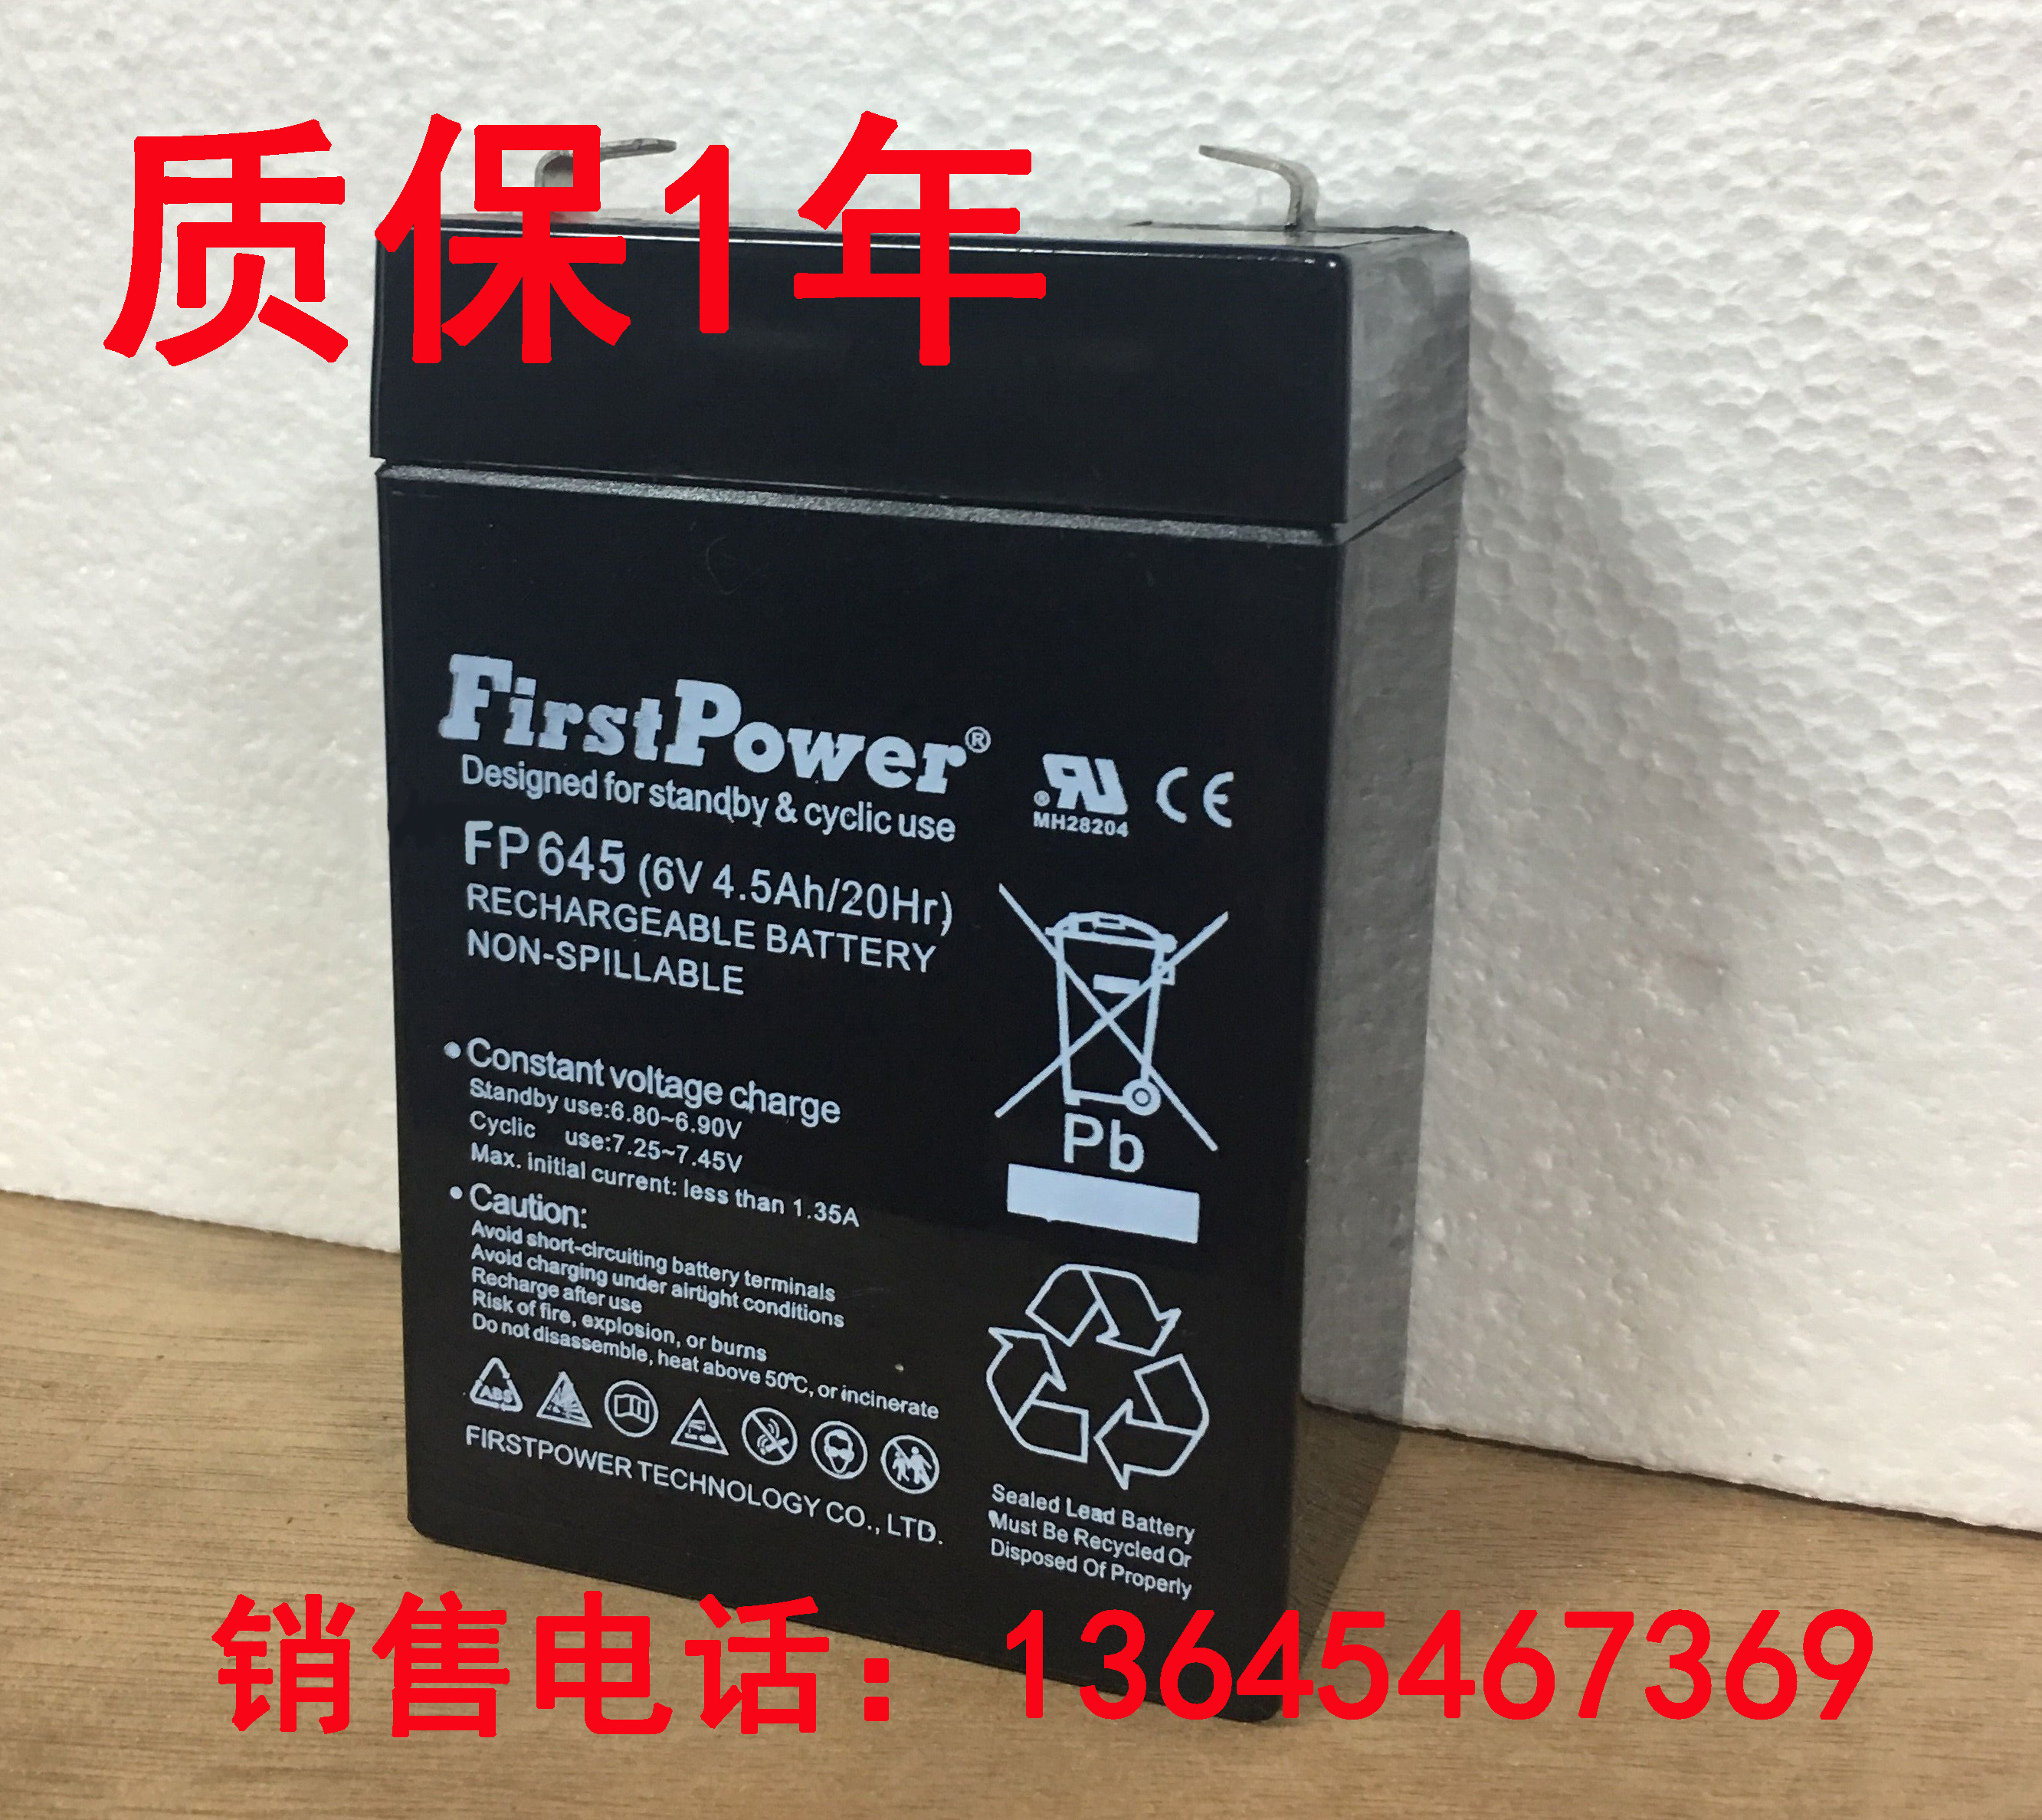 质保1年
FirstPower®
Designed for standby & cyclic use
FP645 (6V 4.5Ah/20Hr)
RECHARGEABLE BATTERY
NON-SPILLABLE
® RU CE
MH28204
• Constant voltage charge
Standby use:6.80~6.90V
Cyclic use:7.25~7.45V
Max. initial current: less than 1.35A
• Caution:
Avoid short-circuiting battery terminals
Avoid charging under airtight conditions
Recharge after use
Risk of fire, explosion, or burns
Do not disassemble, heat above 50℃, or incinerate
ABS
FIRSTPOWER TECHNOLOGY CO., LTD.
Pb
Sealed Lead Battery
Must Be Recycled Or
Disposed Of Properly
销售电话：13645467369